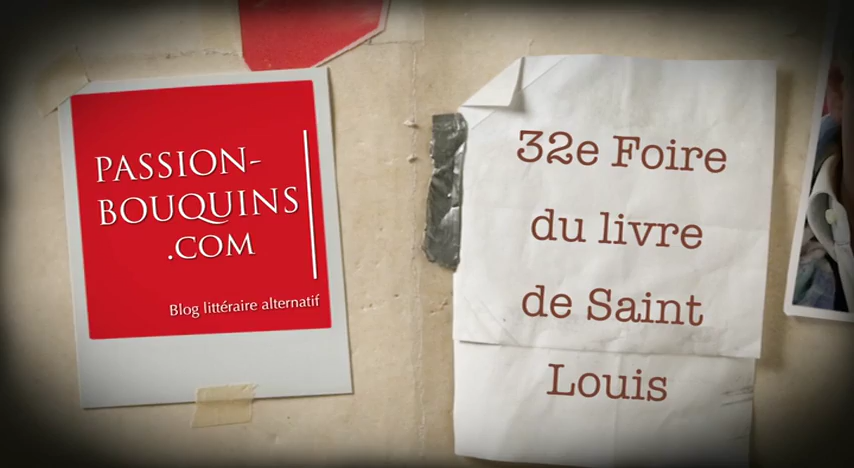 PASSION-
BOUQUINS
.COM
Blog littéraire alternatif
32e Foire
du livre
de Saint
Louis